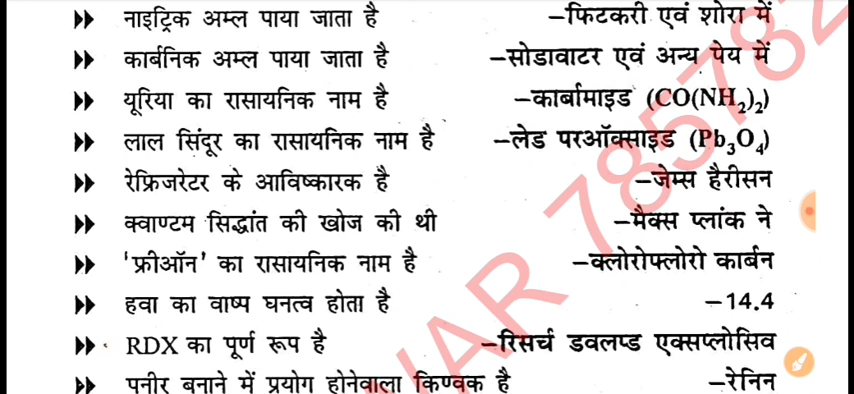 ▸▸ नाइट्रिक अम्ल पाया जाता है –फिटकरी एवं शोरा में
▸▸ कार्बनिक अम्ल पाया जाता है –सोडावाटर एवं अन्य पेय में
▸▸ यूरिया का रासायनिक नाम है –कार्बामाइड (CO(NH₂)₂)
▸▸ लाल सिंदूर का रासायनिक नाम है –लेड परऑक्साइड (Pb₃O₄)
▸▸ रेफ्रिजरेटर के आविष्कारक है –जेम्स हैरीसन
▸▸ क्वाण्टम सिद्धांत की खोज की थी –मैक्स प्लांक ने
▸▸ 'फ्रीऑन' का रासायनिक नाम है –क्लोरोफ्लोरो कार्बन
▸▸ हवा का वाष्प घनत्व होता है –14.4
▸▸ RDX का पुर्ण रूप है –रिसर्च डवलप्ड एक्सप्लोसिव
▸▸ पनीर बनाने में प्रयोग होनेवाला किण्वक है –रेनिन